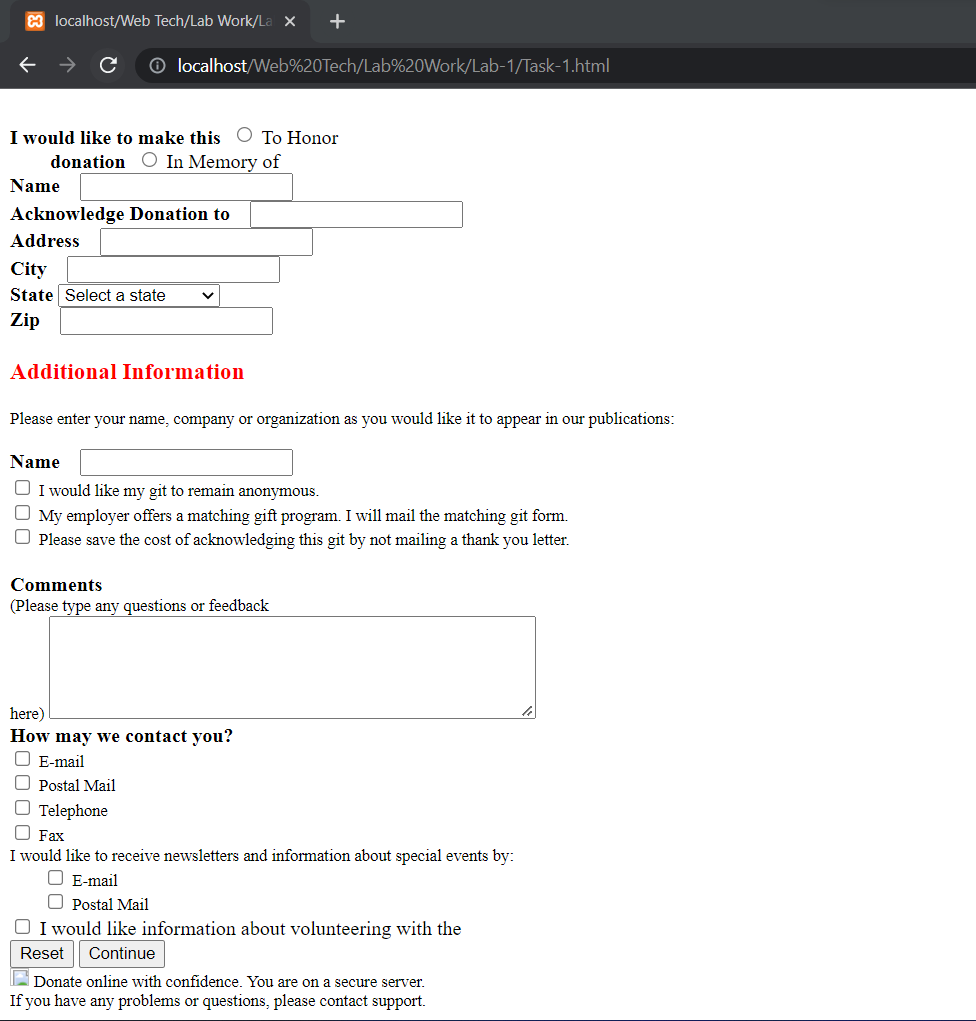 localhost/Web Tech/Lab Work/La
localhost/Web%20Tech/Lab%20Work/Lab-1/Task-1.html
I would like to make this To Honor
donation In Memory of
Name
Acknowledge Donation to
Address
City
State Select a state
Zip
Additional Information
Please enter your name, company or organization as you would like it to appear in our publications:
Name
I would like my git to remain anonymous.
My employer offers a matching gift program. I will mail the matching git form.
Please save the cost of acknowledging this git by not mailing a thank you letter.
Comments
(Please type any questions or feedback
here)
How may we contact you?
E-mail
Postal Mail
Telephone
Fax
I would like to receive newsletters and information about special events by:
E-mail
Postal Mail
I would like information about volunteering with the
Reset Continue
Donate online with confidence. You are on a secure server.
If you have any problems or questions, please contact support.